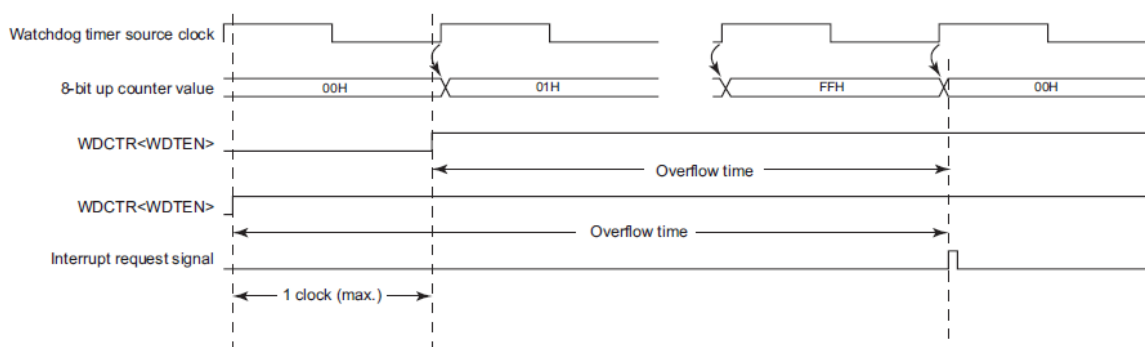 Watchdog timer source clock
8-bit up counter value
00H
01H
FFH
00H
WDCTR<WDTEN>
Overflow time
WDCTR<WDTEN>
Overflow time
Interrupt request signal
1 clock (max.)